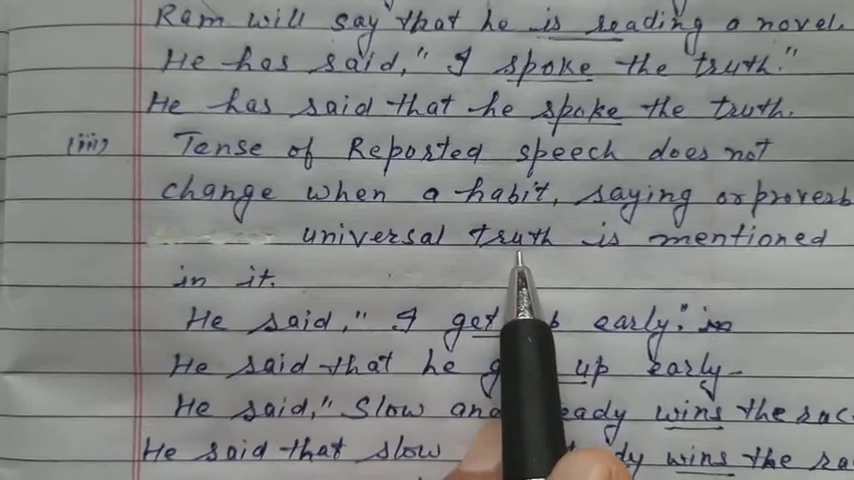 Ram will say that he is reading a novel.
He has said, "I spoke the truth."
He has said that he spoke the truth.
(iii) Tense of Reported speech does not
change when a habit, saying or proverb
universal truth is mentioned
in it.
He said, "I get early."
He said that he up early.
He said, "Slow and wins the
He said that slow wins the